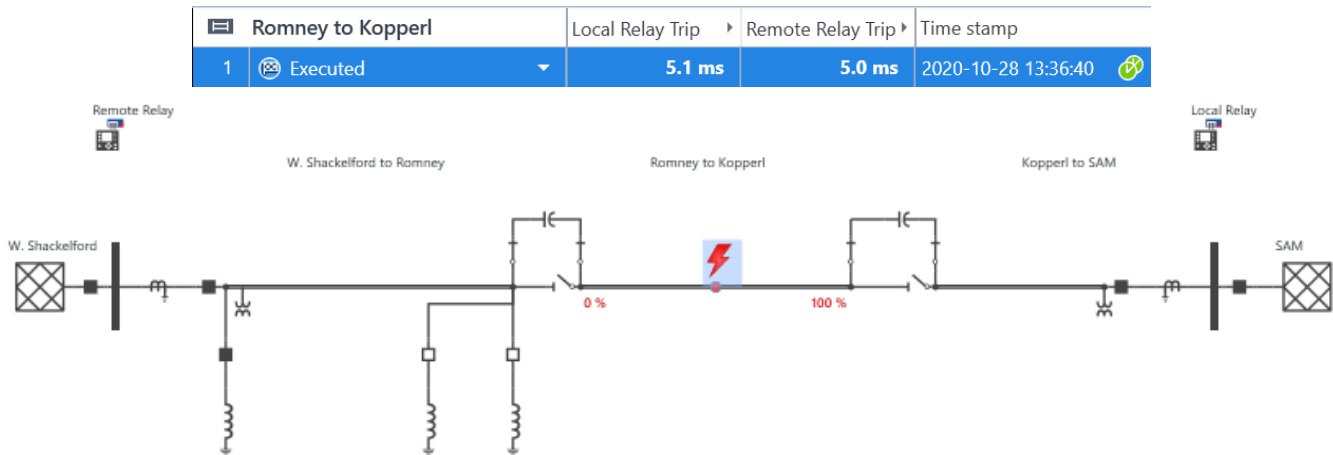 Romney to Kopperl Local Relay Trip Remote Relay Trip Time stamp
1 Executed 5.1 ms 5.0 ms 2020-10-28 13:36:40
Remote Relay Local Relay
W. Shackelford to Romney Romney to Kopperl Kopperl to SAM
W. Shackelford SAM
0 % 100 %